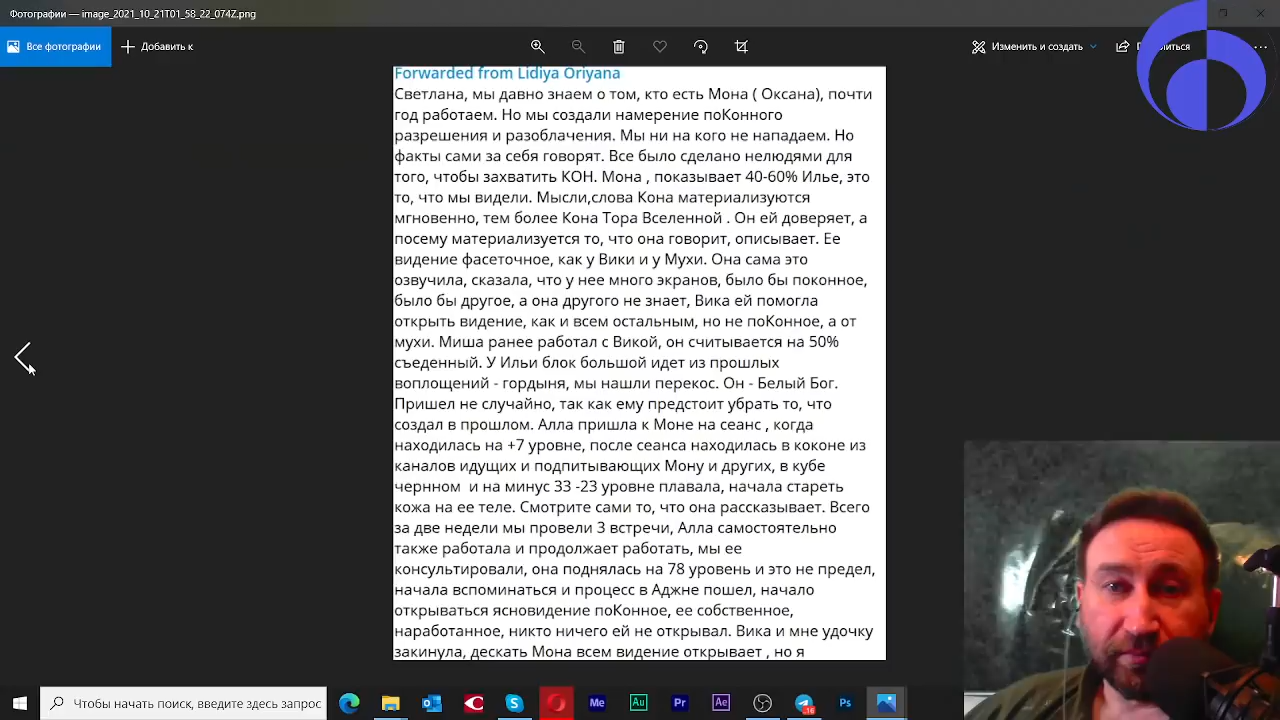 Фотографии — image_2021_10_21T01_58_22_074Z.png
Все фотографии
Добавить к
Изменить и создать
Forwarded from Lidiya Oriyana
Светлана, мы давно знаем о том, кто есть Мона ( Оксана), почти
год работаем. Но мы создали намерение поКонного
разрешения и разоблачения. Мы ни на кого не нападаем. Но
факты сами за себя говорят. Все было сделано нелюдями для
того, чтобы захватить КОН. Мона , показывает 40-60% Илье, это
то, что мы видели. Мысли,слова Кона материализуются
мгновенно, тем более Кона Тора Вселенной . Он ей доверяет, а
посему материализуется то, что она говорит, описывает. Ее
видение фасеточное, как у Вики и у Мухи. Она сама это
озвучила, сказала, что у нее много экранов, было бы поконное,
было бы другое, а она другого не знает, Вика ей помогла
открыть видение, как и всем остальным, но не поКонное, а от
мухи. Миша ранее работал с Викой, он считывается на 50%
съеденный. У Ильи блок большой идет из прошлых
воплощений - гордыня, мы нашли перекос. Он - Белый Бог.
Пришел не случайно, так как ему предстоит убрать то, что
создал в прошлом. Алла пришла к Моне на сеанс , когда
находилась на +7 уровне, после сеанса находилась в коконе из
каналов идущих и подпитывающих Мону и других, в кубе
чернном и на минус 33 -23 уровне плавала, начала стареть
кожа на ее теле. Смотрите сами то, что она рассказывает. Всего
за две недели мы провели 3 встречи, Алла самостоятельно
также работала и продолжает работать, мы ее
консультировали, она поднялась на 78 уровень и это не предел,
начала вспоминаться и процесс в Аджне пошел, начало
открываться ясновидение поКонное, ее собственное,
наработанное, никто ничего ей не открывал. Вика и мне удочку
закинула, дескать Мона всем видение открывает , но я
Чтобы начать поиск, введите здесь запрос
Me
Au
Pr
Ae
16
Ps